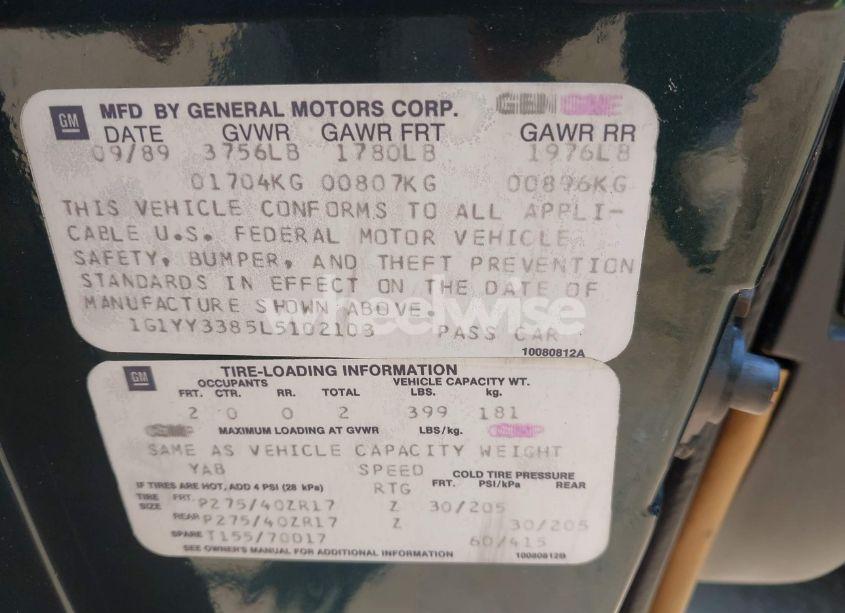 GM MFD BY GENERAL MOTORS CORP. GEN GME
DATE GVWR GAWR FRT GAWR RR
09/89 3756LB 1780LB 1976LB
01704KG 00807KG 00896KG
THIS VEHICLE CONFORMS TO ALL APPLI-
CABLE U.S. FEDERAL MOTOR VEHICLE
SAFETY, BUMPER, AND THEFT PREVENTION
STANDARDS IN EFFECT ON THE DATE OF
MANUFACTURE SHOWN ABOVE.
wheelwise
1G1YY3385L5102103 PASS CAR
10080812A
GM TIRE-LOADING INFORMATION
OCCUPANTS VEHICLE CAPACITY WT.
FRT. CTR. RR. TOTAL LBS. kg.
2 0 0 2 399 181
MAXIMUM LOADING AT GVWR LBS/kg.
SAME AS VEHICLE CAPACITY WEIGHT
YAB SPEED COLD TIRE PRESSURE
IF TIRES ARE HOT, ADD 4 PSI (28 kPa) RTG FRT. PSI/kPa REAR
TIRE SIZE FRT. P275/40ZR17 Z 30/205
REAR P275/40ZR17 Z 30/205
SPARE T155/70D17 60/415
SEE OWNER'S MANUAL FOR ADDITIONAL INFORMATION 10080812B